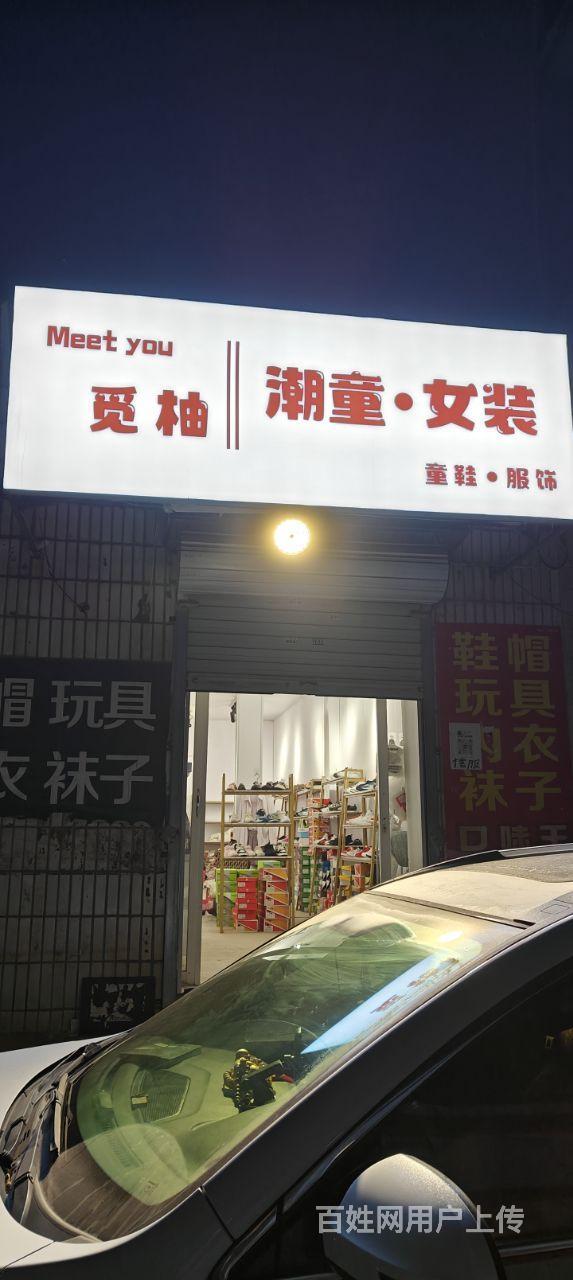 Meet you
觅柚
潮童·女装
童鞋·服饰
帽玩具
衣袜子
鞋帽
玩具
内衣
袜子
百姓网用户上传